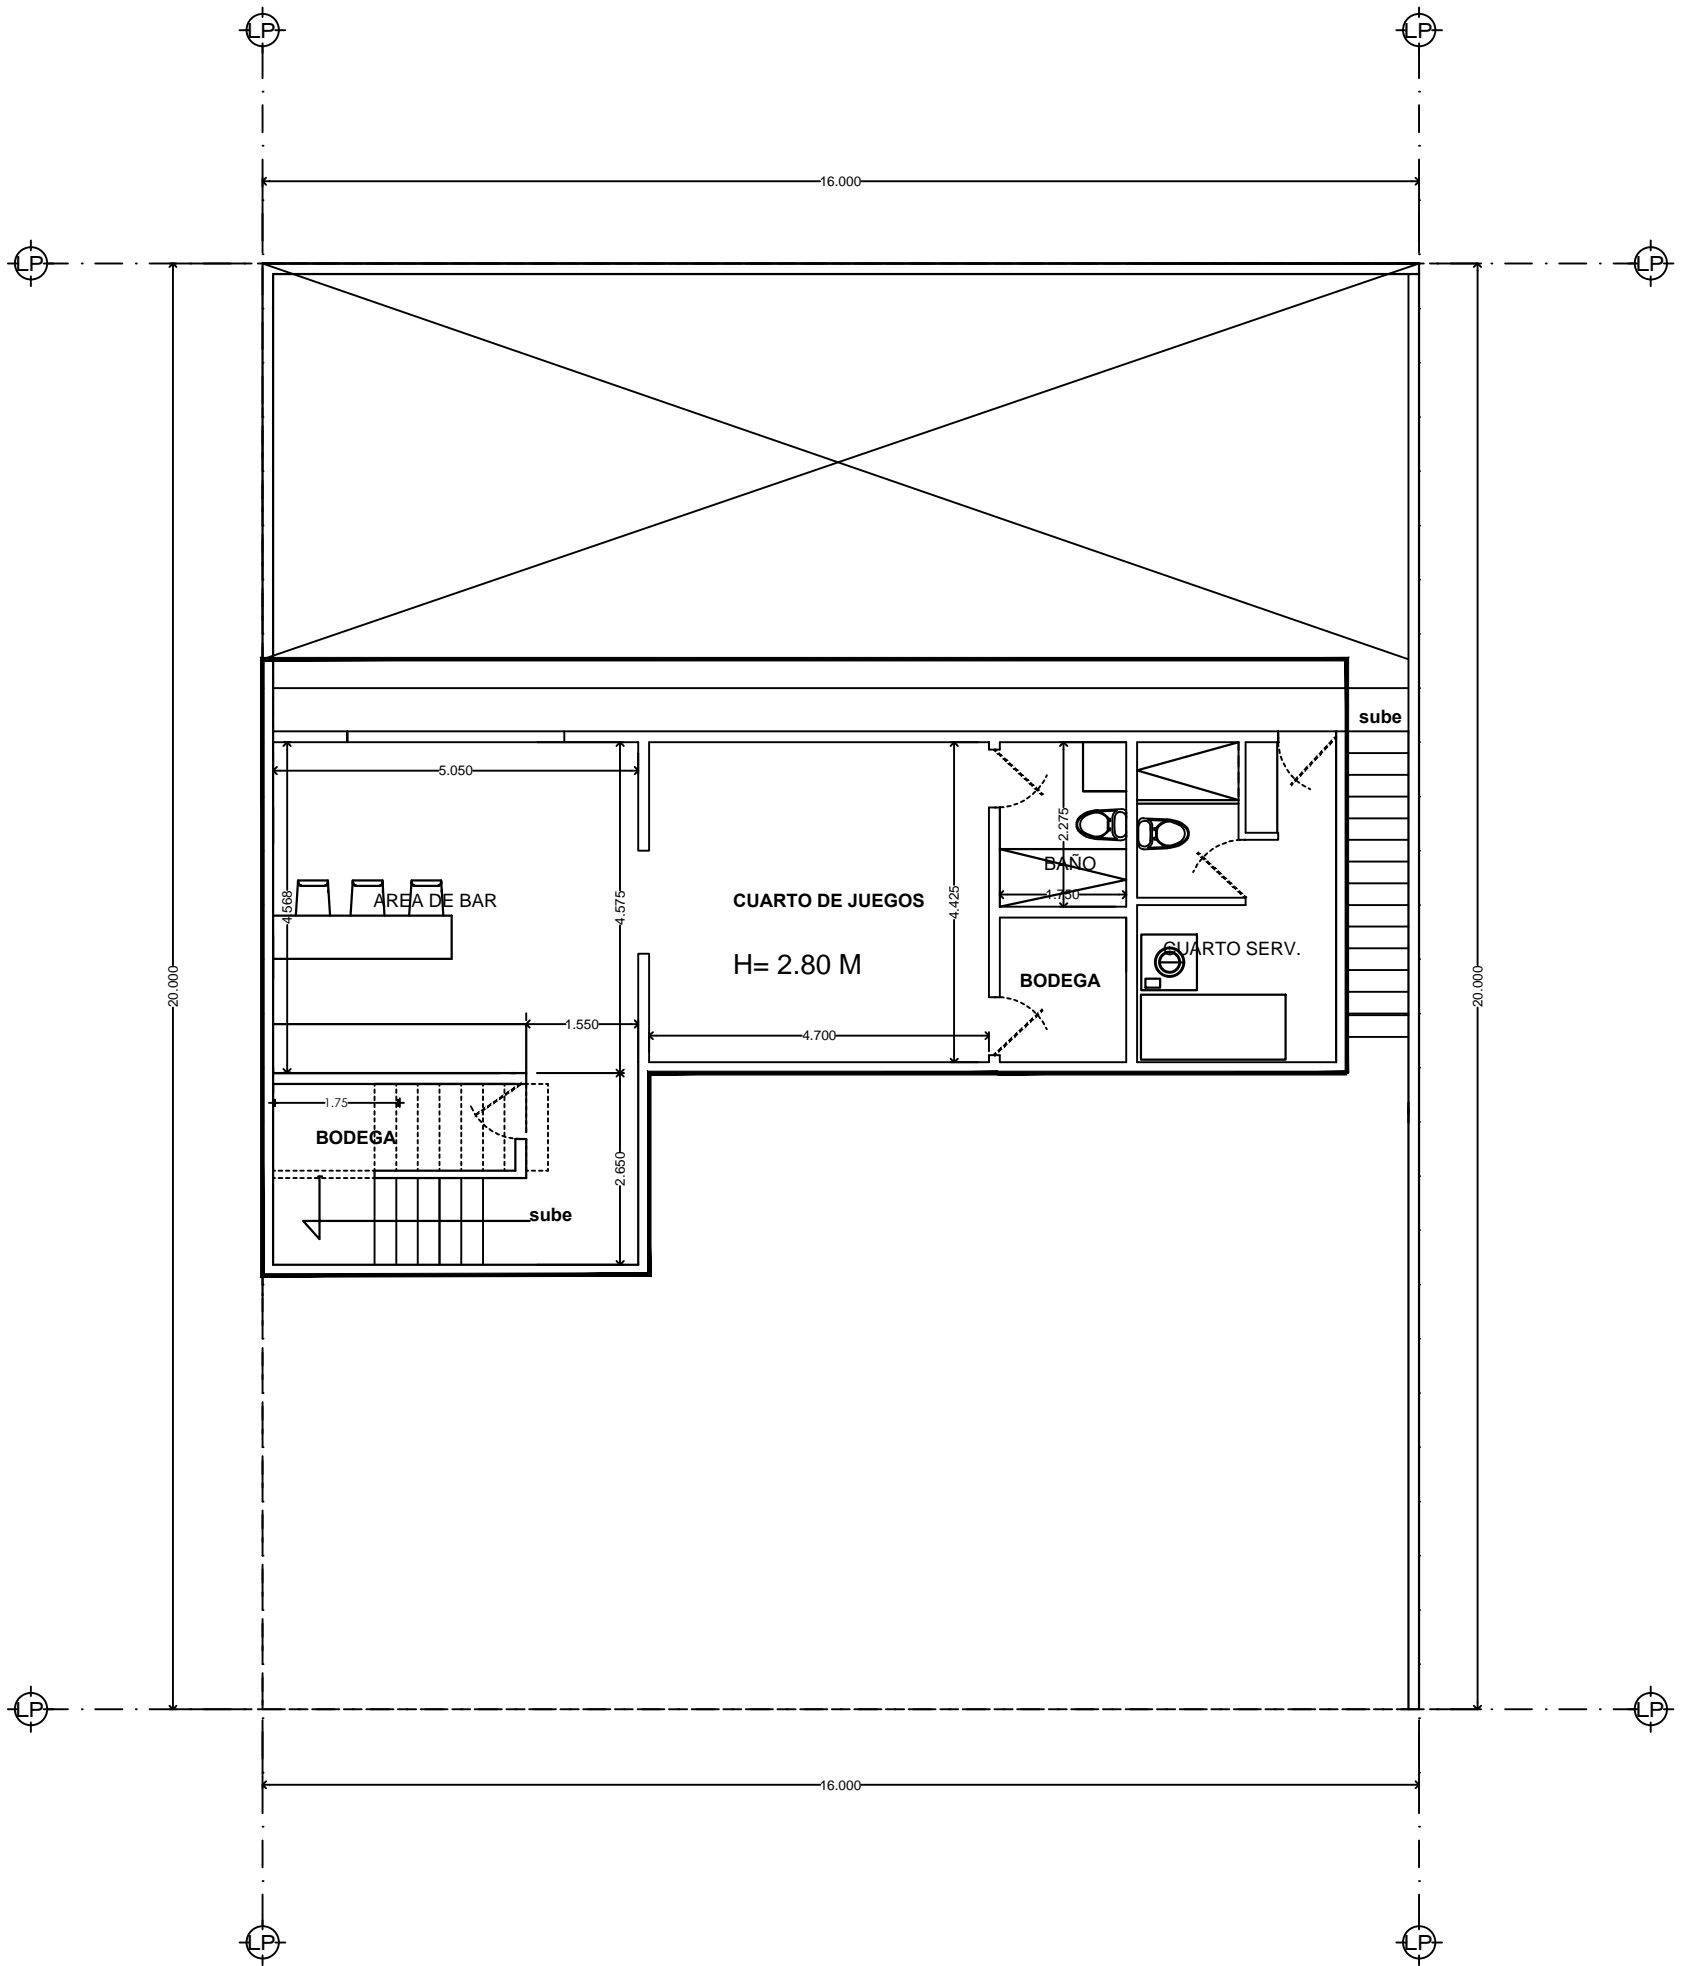 LP
LP
16.000
LP
LP
sube
5.050
2.275
BAÑO
1.750
4.568
AREA DE BAR
4.575
CUARTO DE JUEGOS
4.425
CUARTO SERV.
H= 2.80 M
BODEGA
20.000
20.000
1.550
4.700
1.75
BODEGA
2.650
sube
LP
LP
16.000
LP
LP